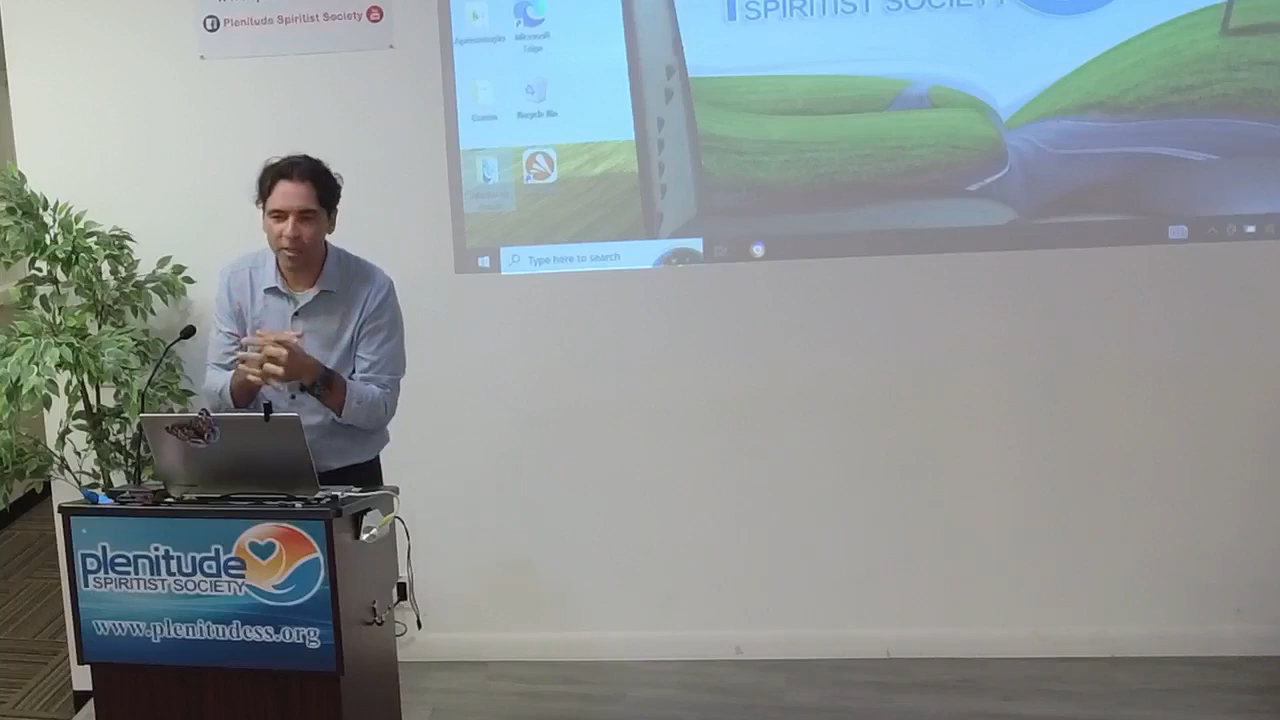 Plenitude Spiritist Society
SPIRITIST SOCIETY
Apresentações
Microsoft
Edge
Recycle Bin
Type here to search
plenitude
SPIRITIST SOCIETY
www.plenitudess.org